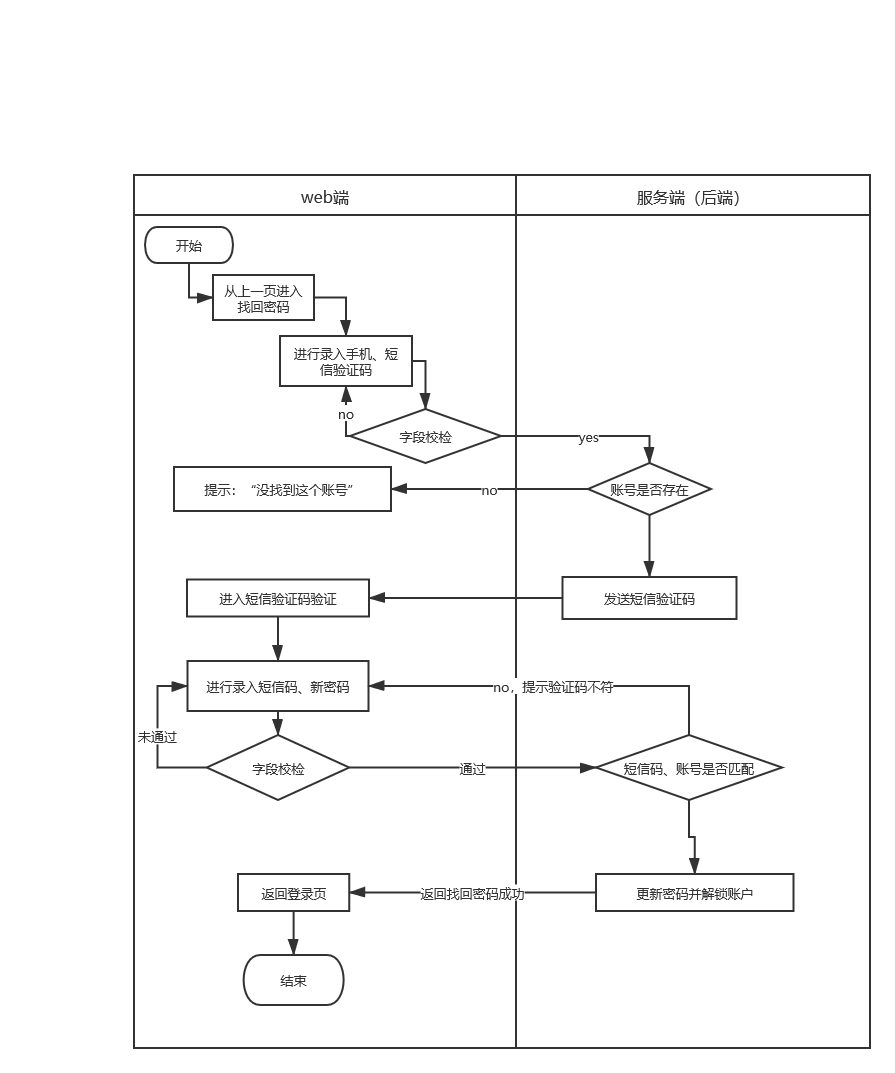 web端
服务端（后端）
开始
从上一页进入
找回密码
进行录入手机、短
信验证码
no
字段校检
yes
提示：“没找到这个账号”
no
账号是否存在
进入短信验证码验证
发送短信验证码
进行录入短信码、新密码
no，提示验证码不符
未通过
字段校检
通过
短信码、账号是否匹配
返回登录页
返回找回密码成功
更新密码并解锁账户
结束